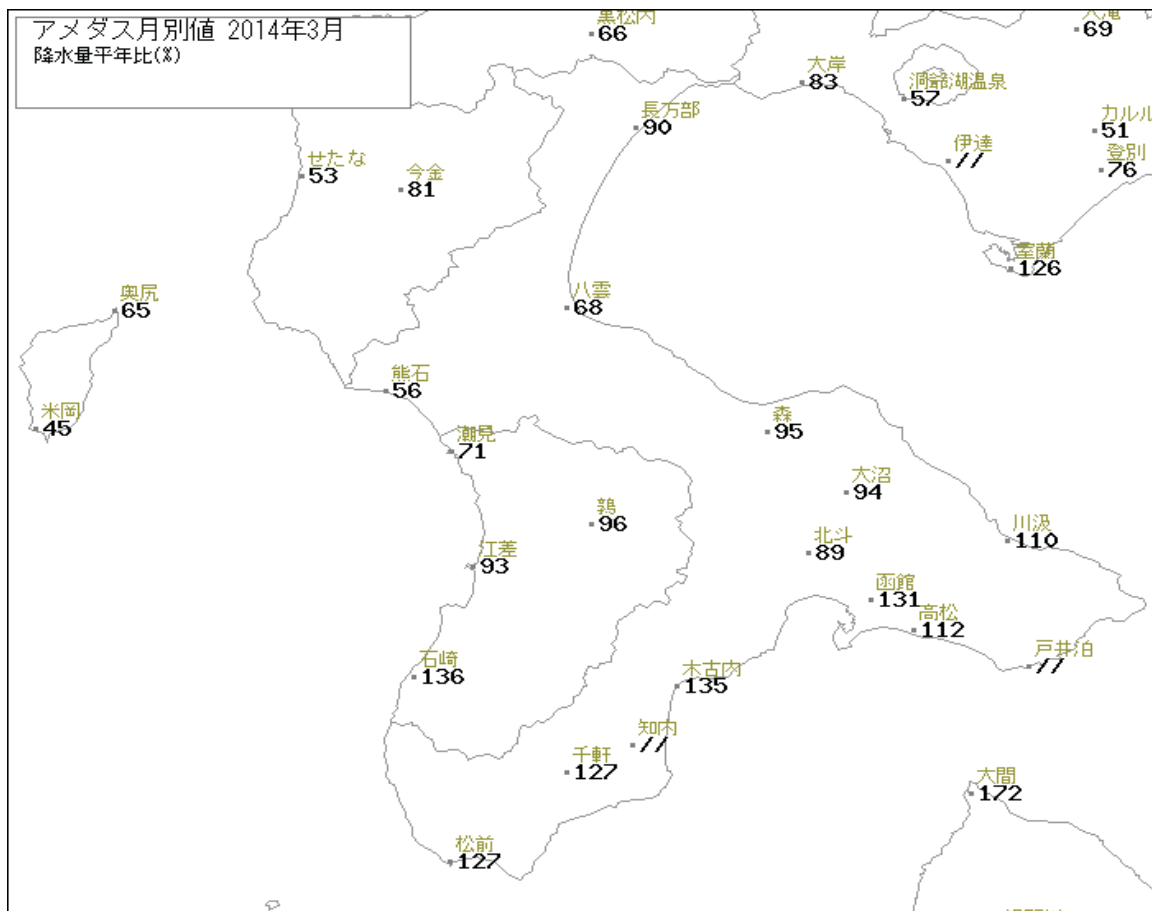 アメダス月別値 2014年3月
降水量平年比(%)
黒松内
66
大滝
69
大岸
83
洞爺湖温泉
57
長万部
90
カルル
51
伊達
//
登別
76
せたな
53
今金
81
室蘭
126
奥尻
65
八雲
68
熊石
56
米岡
45
森
95
潮見
71
大沼
94
鶉
96
川汲
110
北斗
89
江差
93
函館
131
高松
112
戸井泊
//
石崎
136
木古内
135
知内
//
千軒
127
大間
172
松前
127